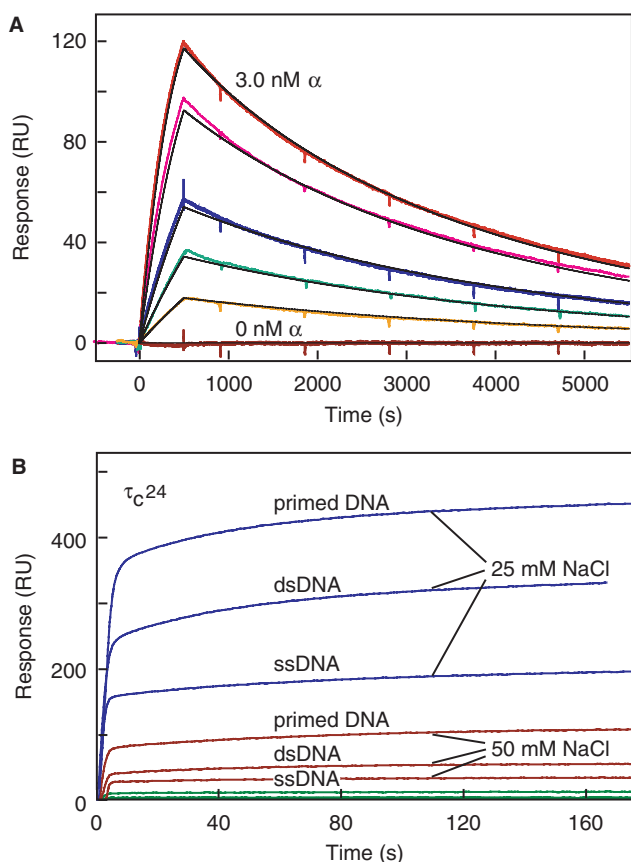 A
120
80
40
0
Response (RU)
3.0 nM α
0 nM α
0
1000
2000
3000
4000
5000
Time (s)
B
τC24
400
200
0
Response (RU)
primed DNA
dsDNA
ssDNA
25 mM NaCl
primed DNA
dsDNA
ssDNA
50 mM NaCl
0
40
80
120
160
Time (s)